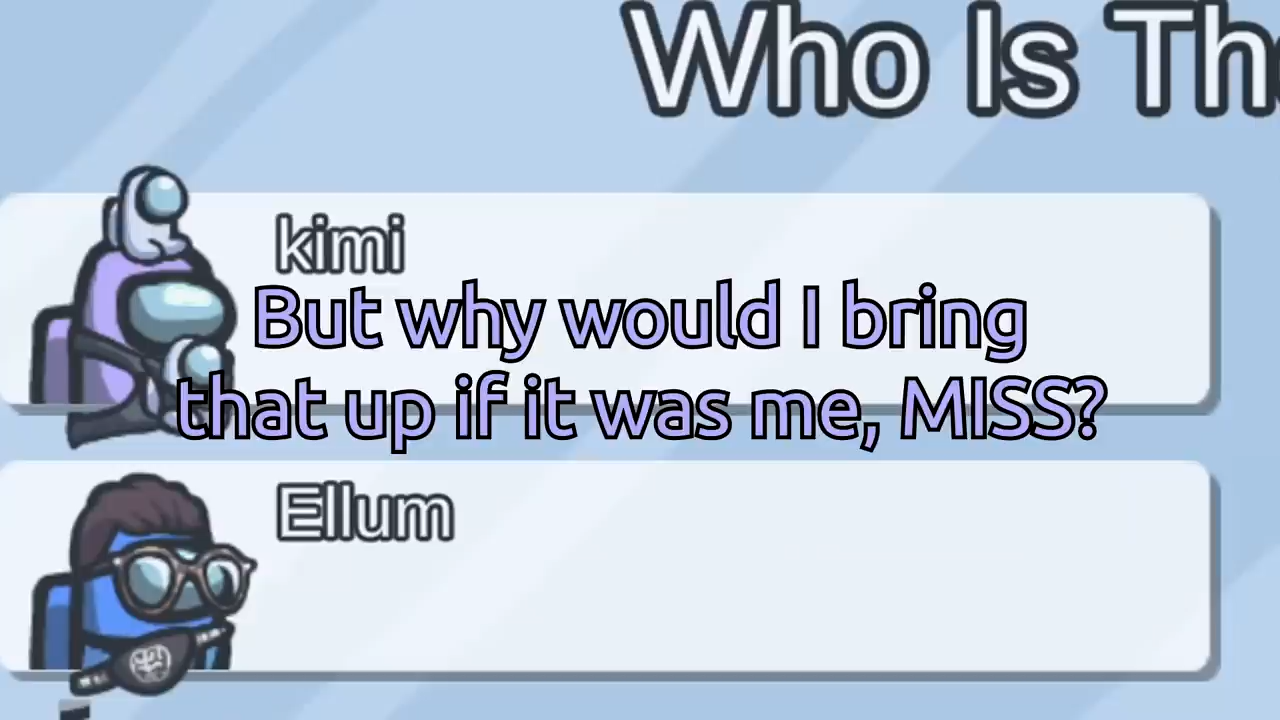 Who Is Th
kimi
But why would I bring
that up if it was me, MISS?
Ellum